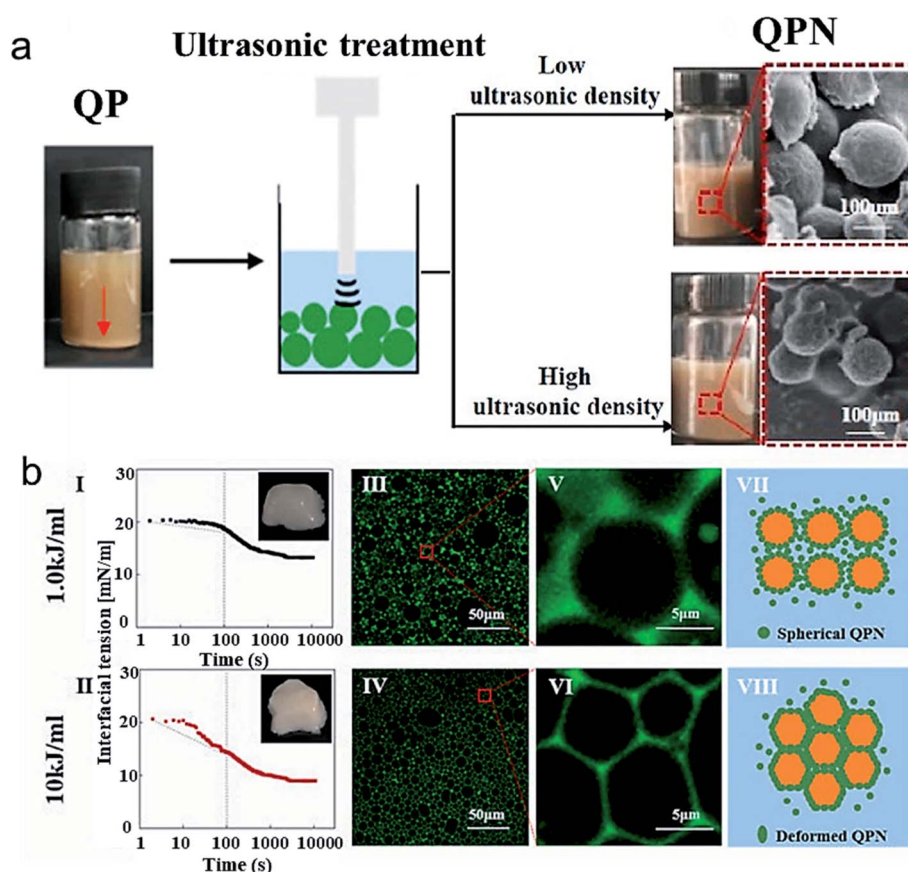 a
QP
Ultrasonic treatment
Low
ultrasonic density
High
ultrasonic density
QPN
100μm
100μm
b
1.0kJ/ml
10kJ/ml
Interfacial tension [mN/m]
I
30
20
10
0
1 10 100 1000 10000
Time (s)
III
50μm
V
5μm
VII
Spherical QPN
II
30
20
10
0
1 10 100 1000 10000
Time (s)
IV
50μm
VI
5μm
VIII
Deformed QPN